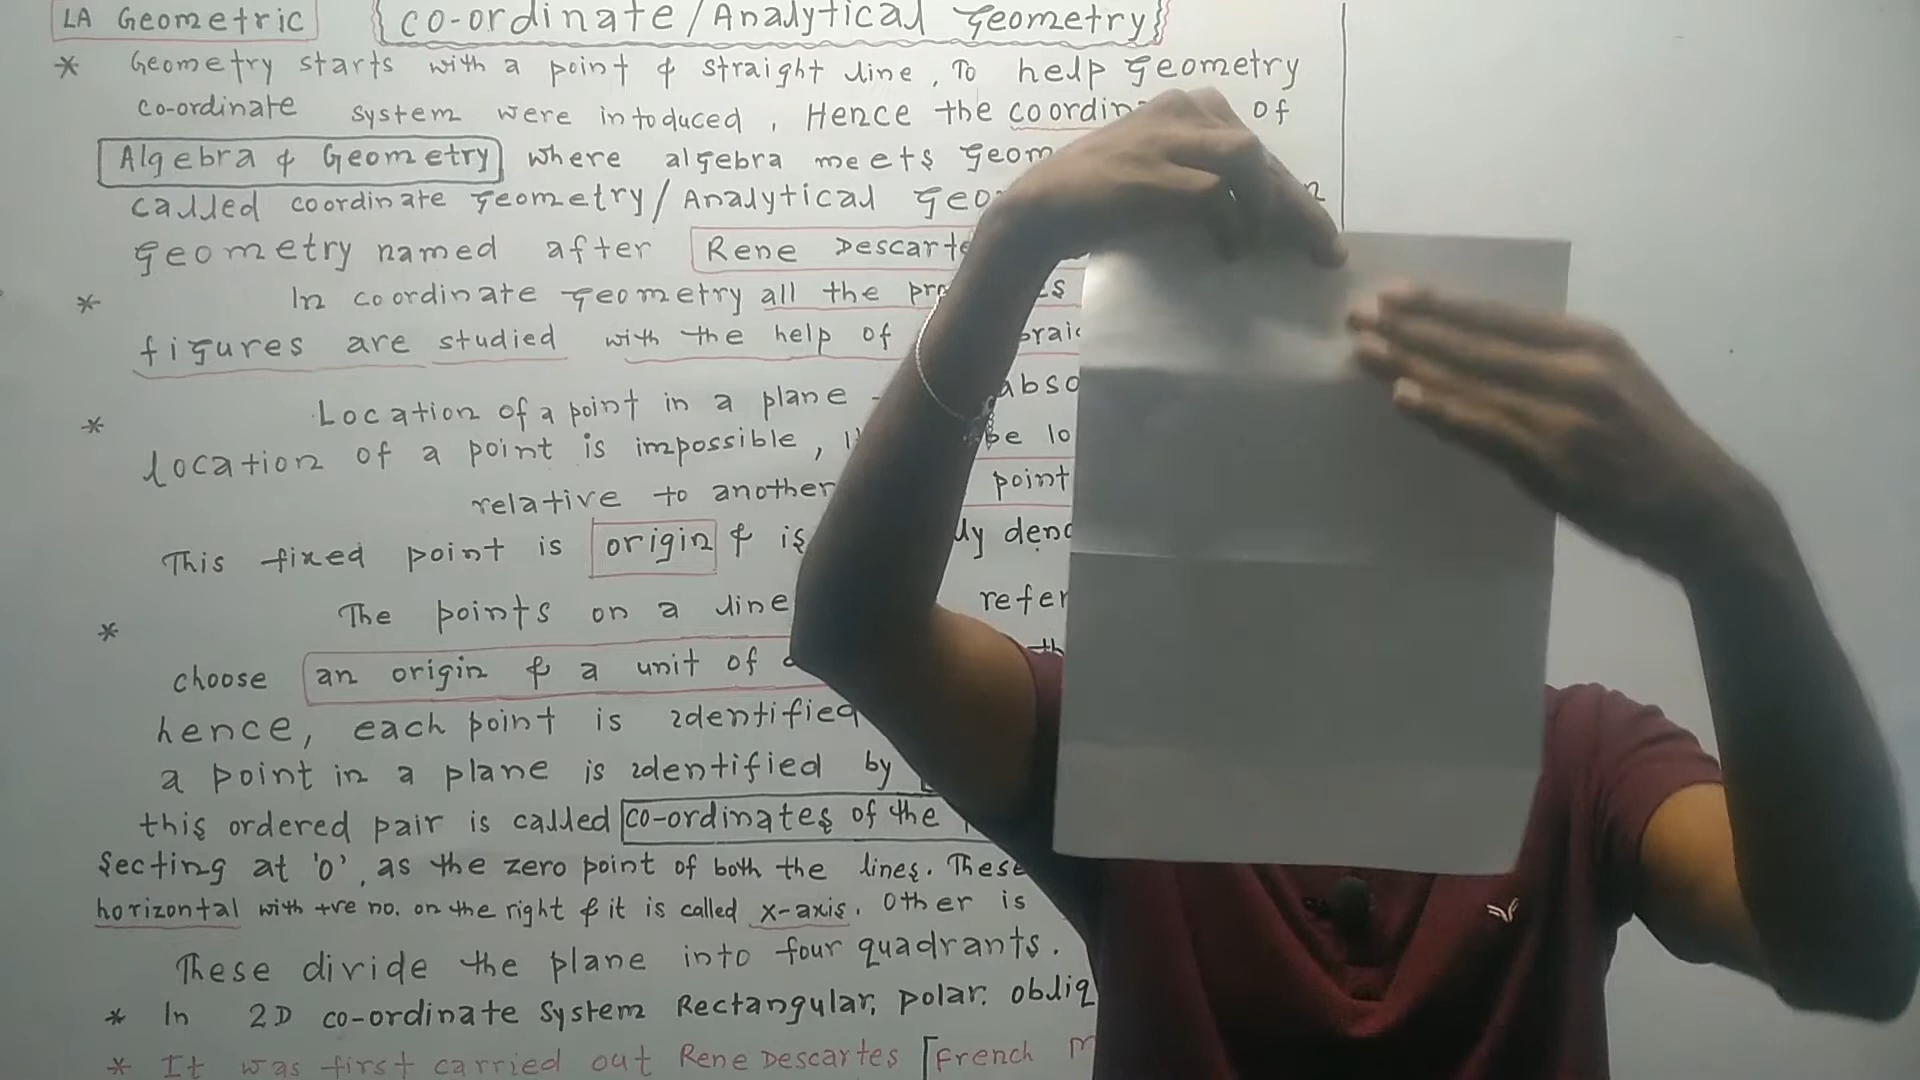 LA Geometric {co-ordinate/Analytical Geometry}
* Geometry starts with a point & straight line, To help geometry
co-ordinate system were intoduced, Hence the of
Algebra & Geometry where algebra meets
called coordinate geometry/Analytical
geometry named after Rene
* In coordinate geometry all the
figures are studied with the help of
* Location of a point in a plane -
location of a point is impossible,
relative to another point
This fixed point is origin & is
* The points on a line
choose an origin & a unit of
hence, each point is identified
a point in a plane is identified by
this ordered pair is called co-ordinates of the
secting at 'o', as the zero point of both the lines. These
horizontal with +ve no. on the right & it is called x-axis. Other is
These divide the plane into four quadrants.
* In 2D co-ordinate System Rectangular, polar.
* It was first carried out Rene Descartes [French